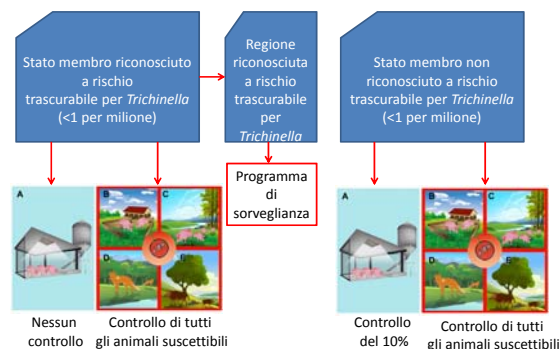 Stato membro riconosciuto
a rischio
trascurabile per Trichinella
(<1 per milione)
Regione
riconosciuta
a rischio
trascurabile
per
Trichinella
Stato membro non
riconosciuto a rischio
trascurabile per Trichinella
(<1 per milione)
Programma
di
sorveglianza
A
B
C
D
E
A
B
C
D
Nessun
controllo
Controllo di tutti
gli animali suscettibili
Controllo
del 10%
Controllo di tutti
gli animali suscettibili